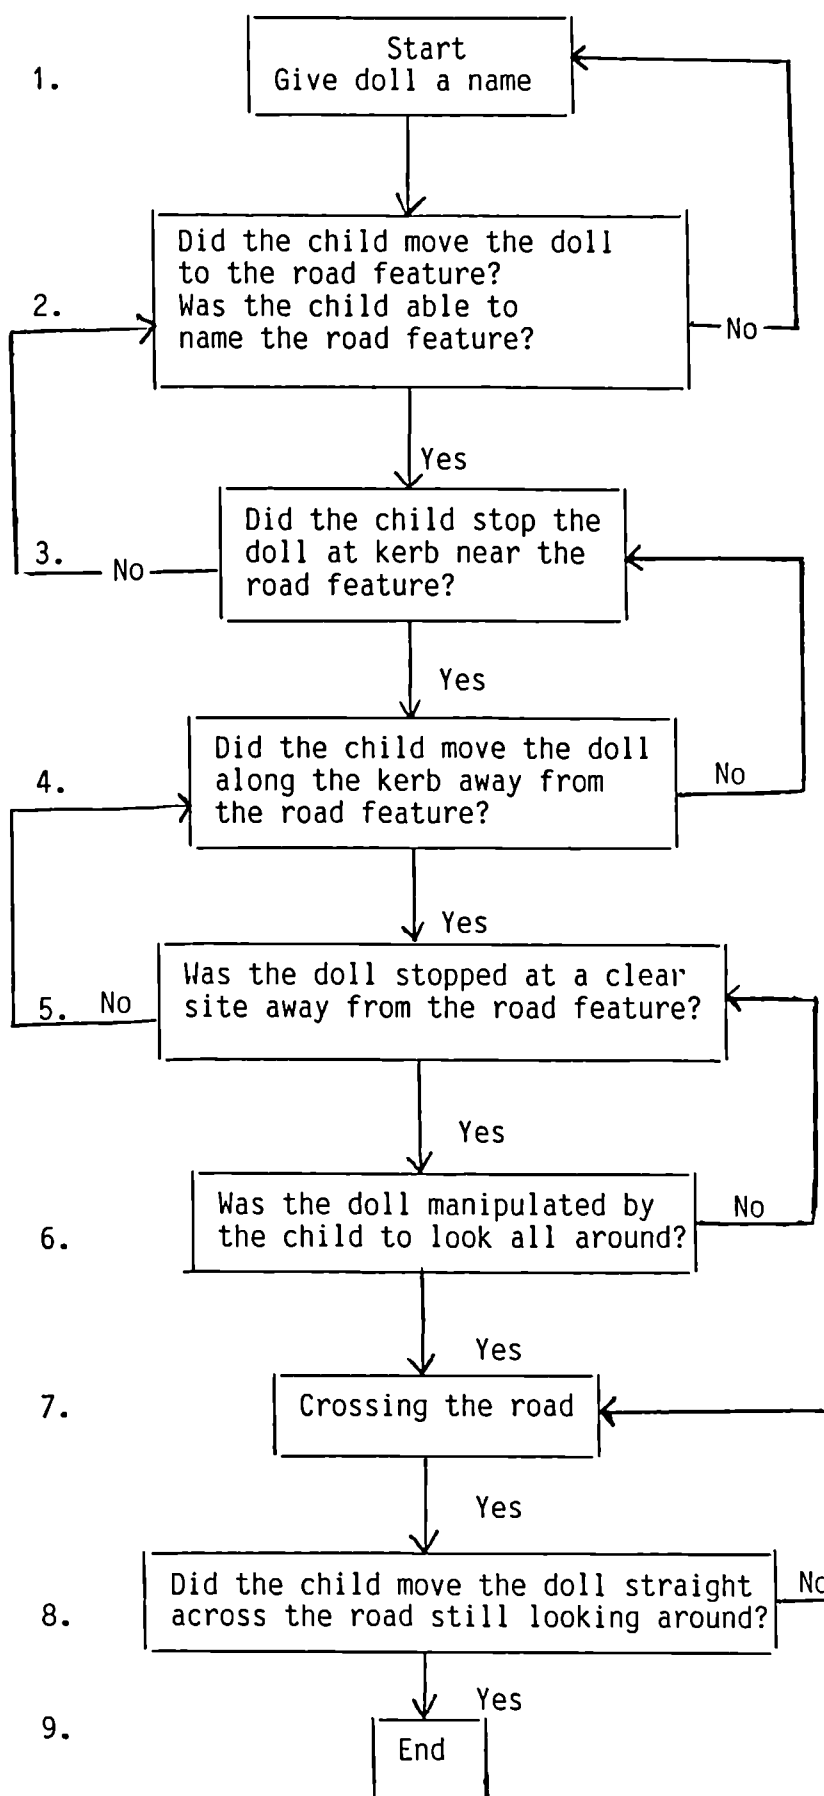 Start
1.
Give doll a name
Did the child move the doll
to the road feature?
2.
Was the child able to
name the road feature?
No
Yes
Did the child stop the
3.
No
doll at kerb near the
road feature?
Yes
Did the child move the doll
4.
along the kerb away from
the road feature?
No
Yes
Was the doll stopped at a clear
5.
No
site away from the road feature?
Yes
Was the doll manipulated by
6.
the child to look all around?
No
Yes
7.
Crossing the road
Yes
Did the child move the doll straight
8.
across the road still looking around?
No
Yes
9.
End